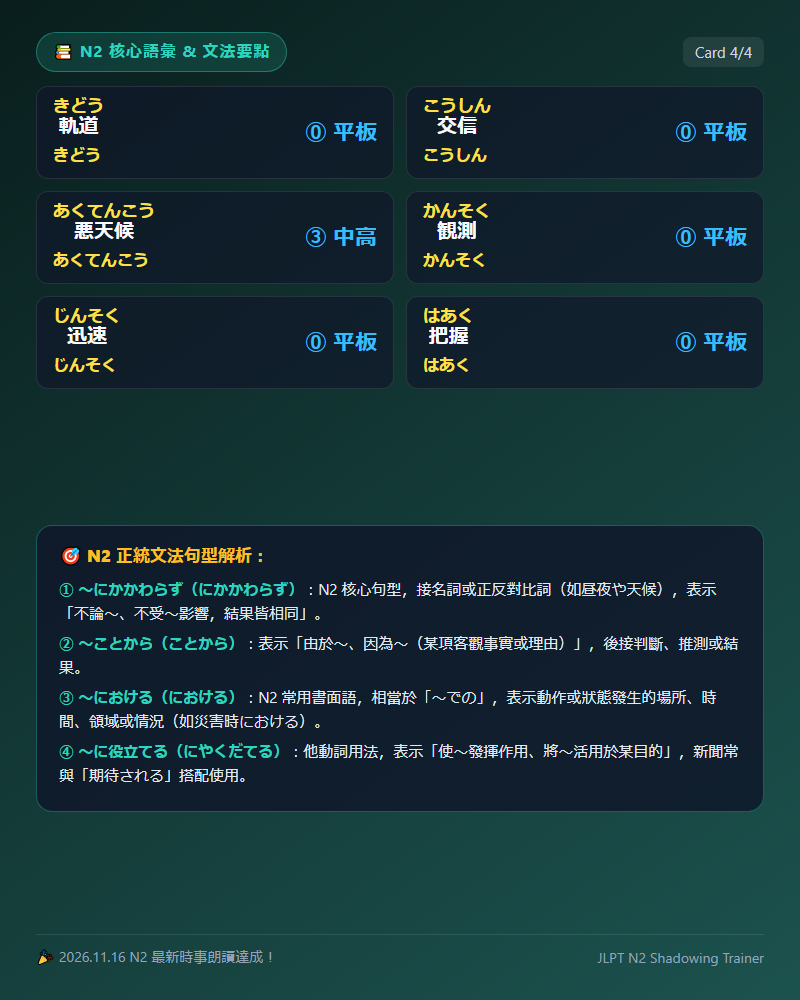 📚 N2 核心語彙 & 文法要點
Card 4/4
きどう
軌道
きどう
⓪ 平板
こうしん
交信
こうしん
⓪ 平板
あくてんこう
悪天候
あくてんこう
③ 中高
かんそく
観測
かんそく
⓪ 平板
じんそく
迅速
じんそく
⓪ 平板
はあく
把握
はあく
⓪ 平板
🎯 N2 正統文法句型解析：
① 〜にかかわらず（にかかわらず）：N2 核心句型，接名詞或正反對比詞（如昼夜や天候），表示
「不論〜、不受〜影響，結果皆相同」。
② 〜ことから（ことから）：表示「由於〜、因為〜（某項客觀事實或理由）」，後接判斷、推測或結
果。
③ 〜における（における）：N2 常用書面語，相當於「〜での」，表示動作或狀態發生的場所、時
間、領域或情況（如災害時における）。
④ 〜に役立てる（にやくだてる）：他動詞用法，表示「使〜發揮作用、將〜活用於某目的」，新聞常
與「期待される」搭配使用。
🎉 2026.11.16 N2 最新時事朗讀達成！
JLPT N2 Shadowing Trainer